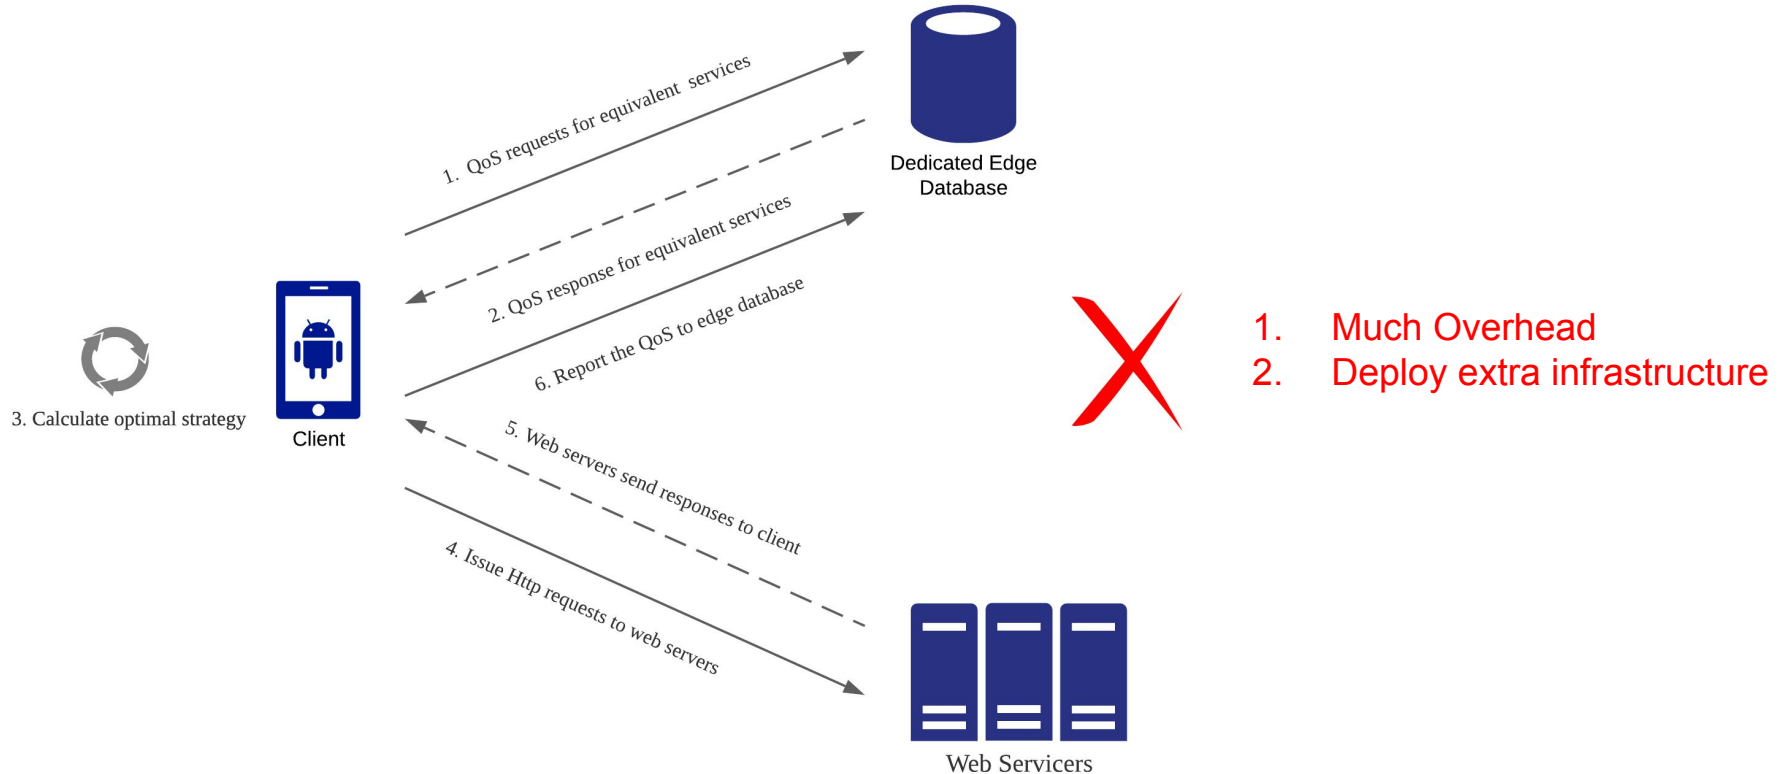 1. QoS requests for equivalent services
Dedicated Edge
Database
2. QoS response for equivalent services
6. Report the QoS to edge database
1. Much Overhead
2. Deploy extra infrastructure
3. Calculate optimal strategy
Client
5. Web servers send responses to client
4. Issue Http requests to web servers
Web Servicers